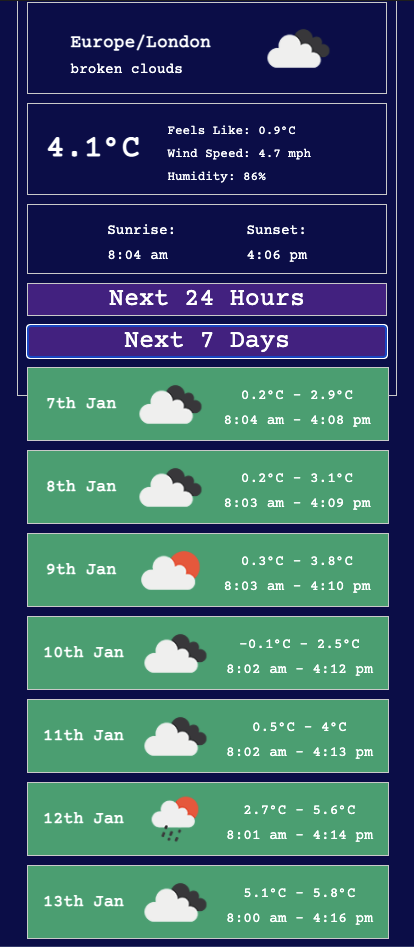 Europe/London
broken clouds
4.1°C
Feels Like: 0.9°C
Wind Speed: 4.7 mph
Humidity: 86%
Sunrise:
8:04 am
Sunset:
4:06 pm
Next 24 Hours
Next 7 Days
7th Jan
0.2°C - 2.9°C
8:04 am - 4:08 pm
8th Jan
0.2°C - 3.1°C
8:03 am - 4:09 pm
9th Jan
0.3°C - 3.8°C
8:03 am - 4:10 pm
10th Jan
-0.1°C - 2.5°C
8:02 am - 4:12 pm
11th Jan
0.5°C - 4°C
8:02 am - 4:13 pm
12th Jan
2.7°C - 5.6°C
8:01 am - 4:14 pm
13th Jan
5.1°C - 5.8°C
8:00 am - 4:16 pm